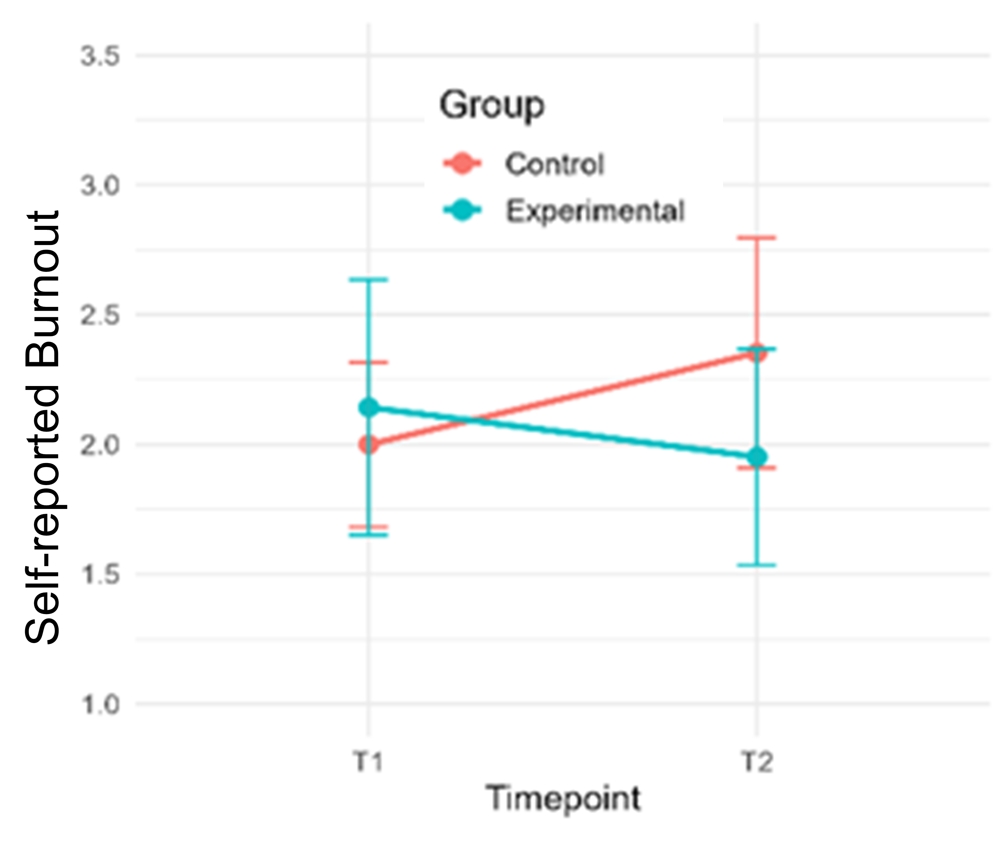 Self-reported Burnout
3.5
3.0
2.5
2.0
1.5
1.0
Group
Control
Experimental
T1
T2
Timepoint